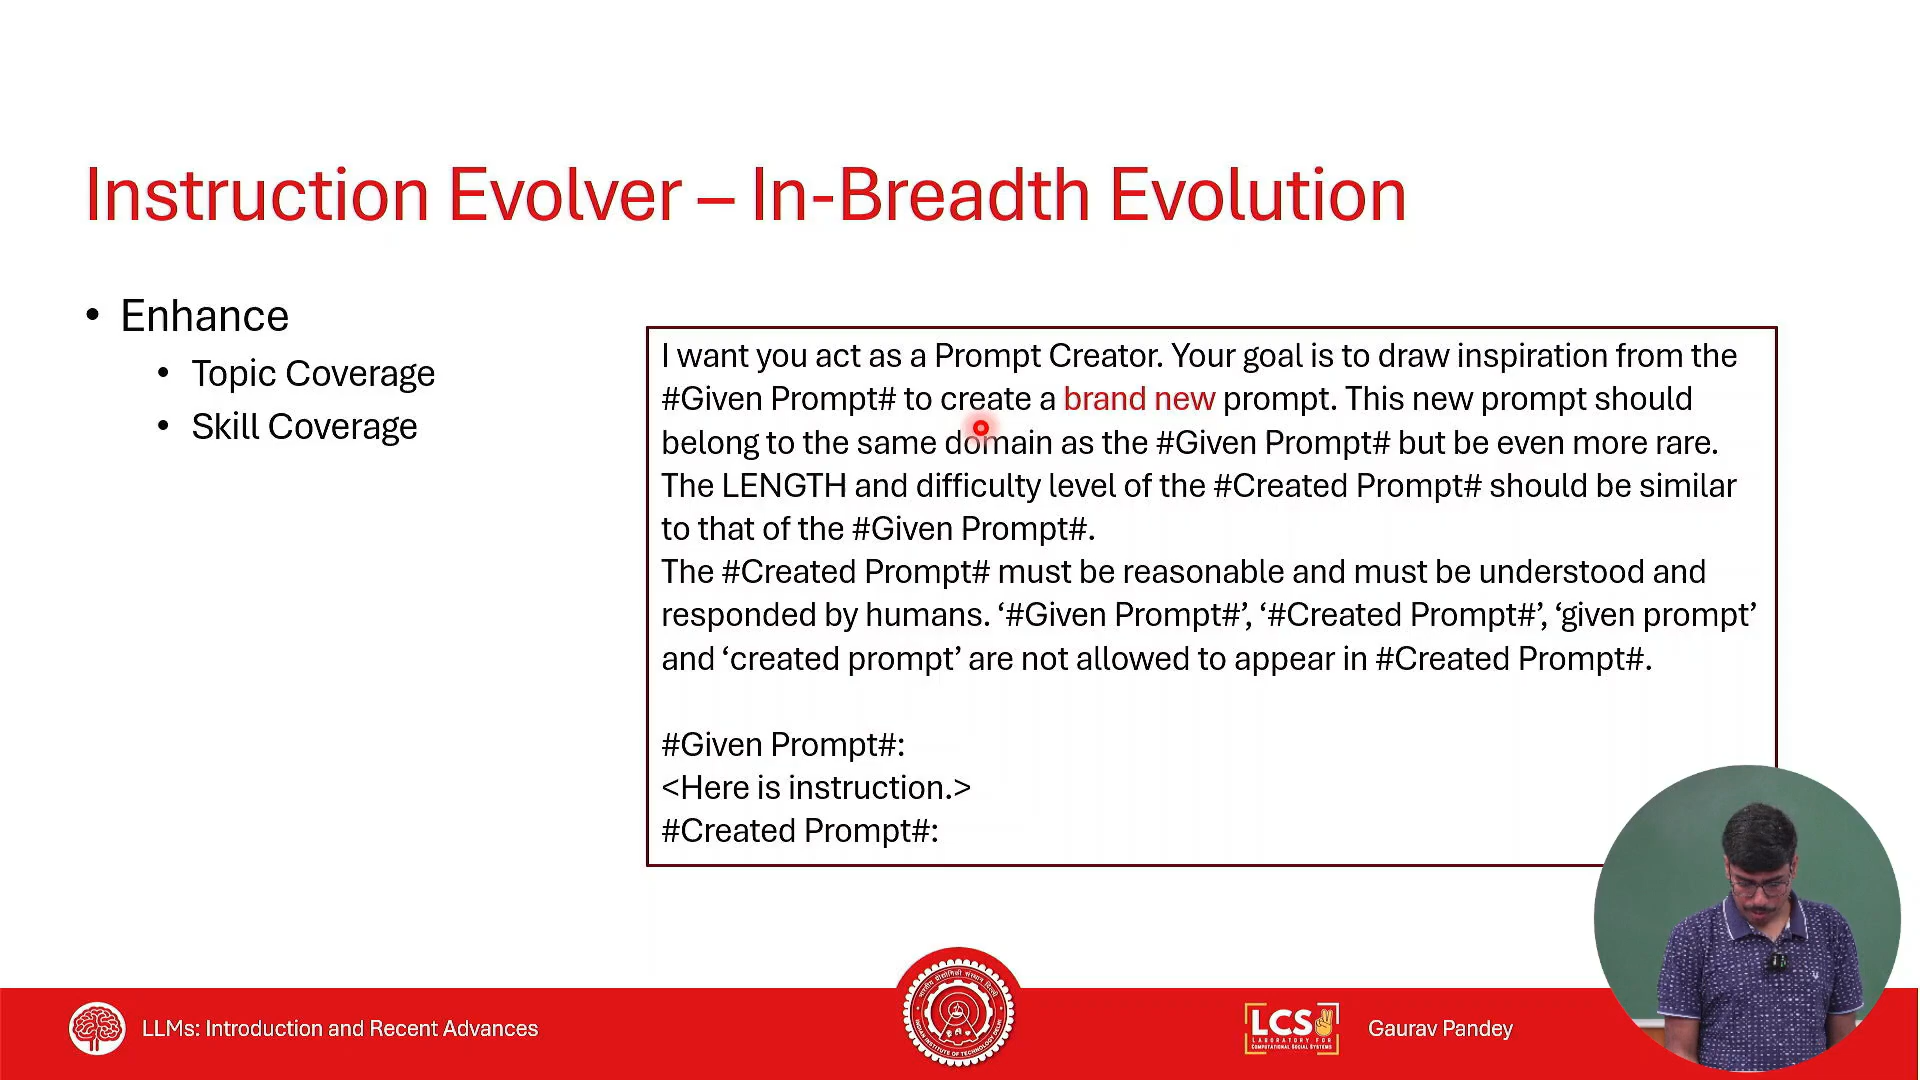 Instruction Evolver – In-Breadth Evolution
• Enhance
• Topic Coverage
• Skill Coverage
I want you act as a Prompt Creator. Your goal is to draw inspiration from the
#Given Prompt# to create a brand new prompt. This new prompt should
belong to the same domain as the #Given Prompt# but be even more rare.
The LENGTH and difficulty level of the #Created Prompt# should be similar
to that of the #Given Prompt#.
The #Created Prompt# must be reasonable and must be understood and
responded by humans. ‘#Given Prompt#’, ‘#Created Prompt#’, ‘given prompt’
and ‘created prompt’ are not allowed to appear in #Created Prompt#.
#Given Prompt#:
<Here is instruction.>
#Created Prompt#:
LLMs: Introduction and Recent Advances
LCS
LABORATORY FOR
COMPUTATIONAL SOCIAL SYSTEMS
Gaurav Pandey